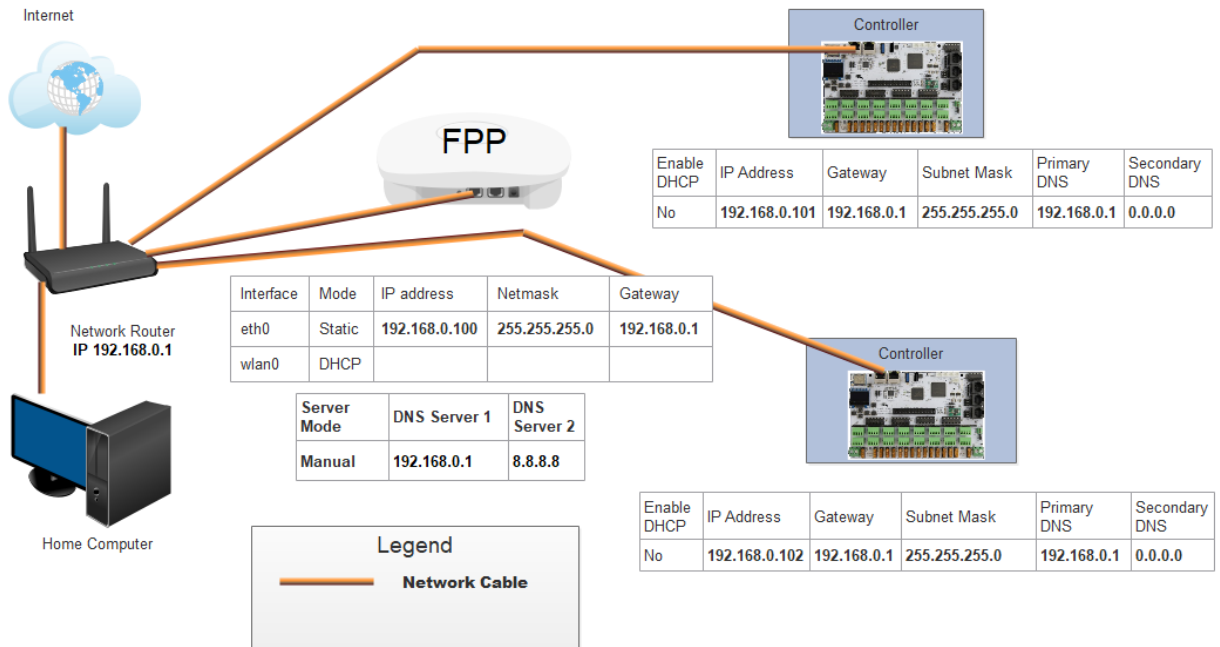 Internet
Controller
FPP
Enable DHCP IP Address Gateway Subnet Mask Primary DNS Secondary DNS
No 192.168.0.101 192.168.0.1 255.255.255.0 192.168.0.1 0.0.0.0
Network Router
IP 192.168.0.1
Interface Mode IP address Netmask Gateway
eth0 Static 192.168.0.100 255.255.255.0 192.168.0.1
wlan0 DHCP
Server Mode DNS Server 1 DNS Server 2
Manual 192.168.0.1 8.8.8.8
Controller
Enable DHCP IP Address Gateway Subnet Mask Primary DNS Secondary DNS
No 192.168.0.102 192.168.0.1 255.255.255.0 192.168.0.1 0.0.0.0
Home Computer
Legend
Network Cable